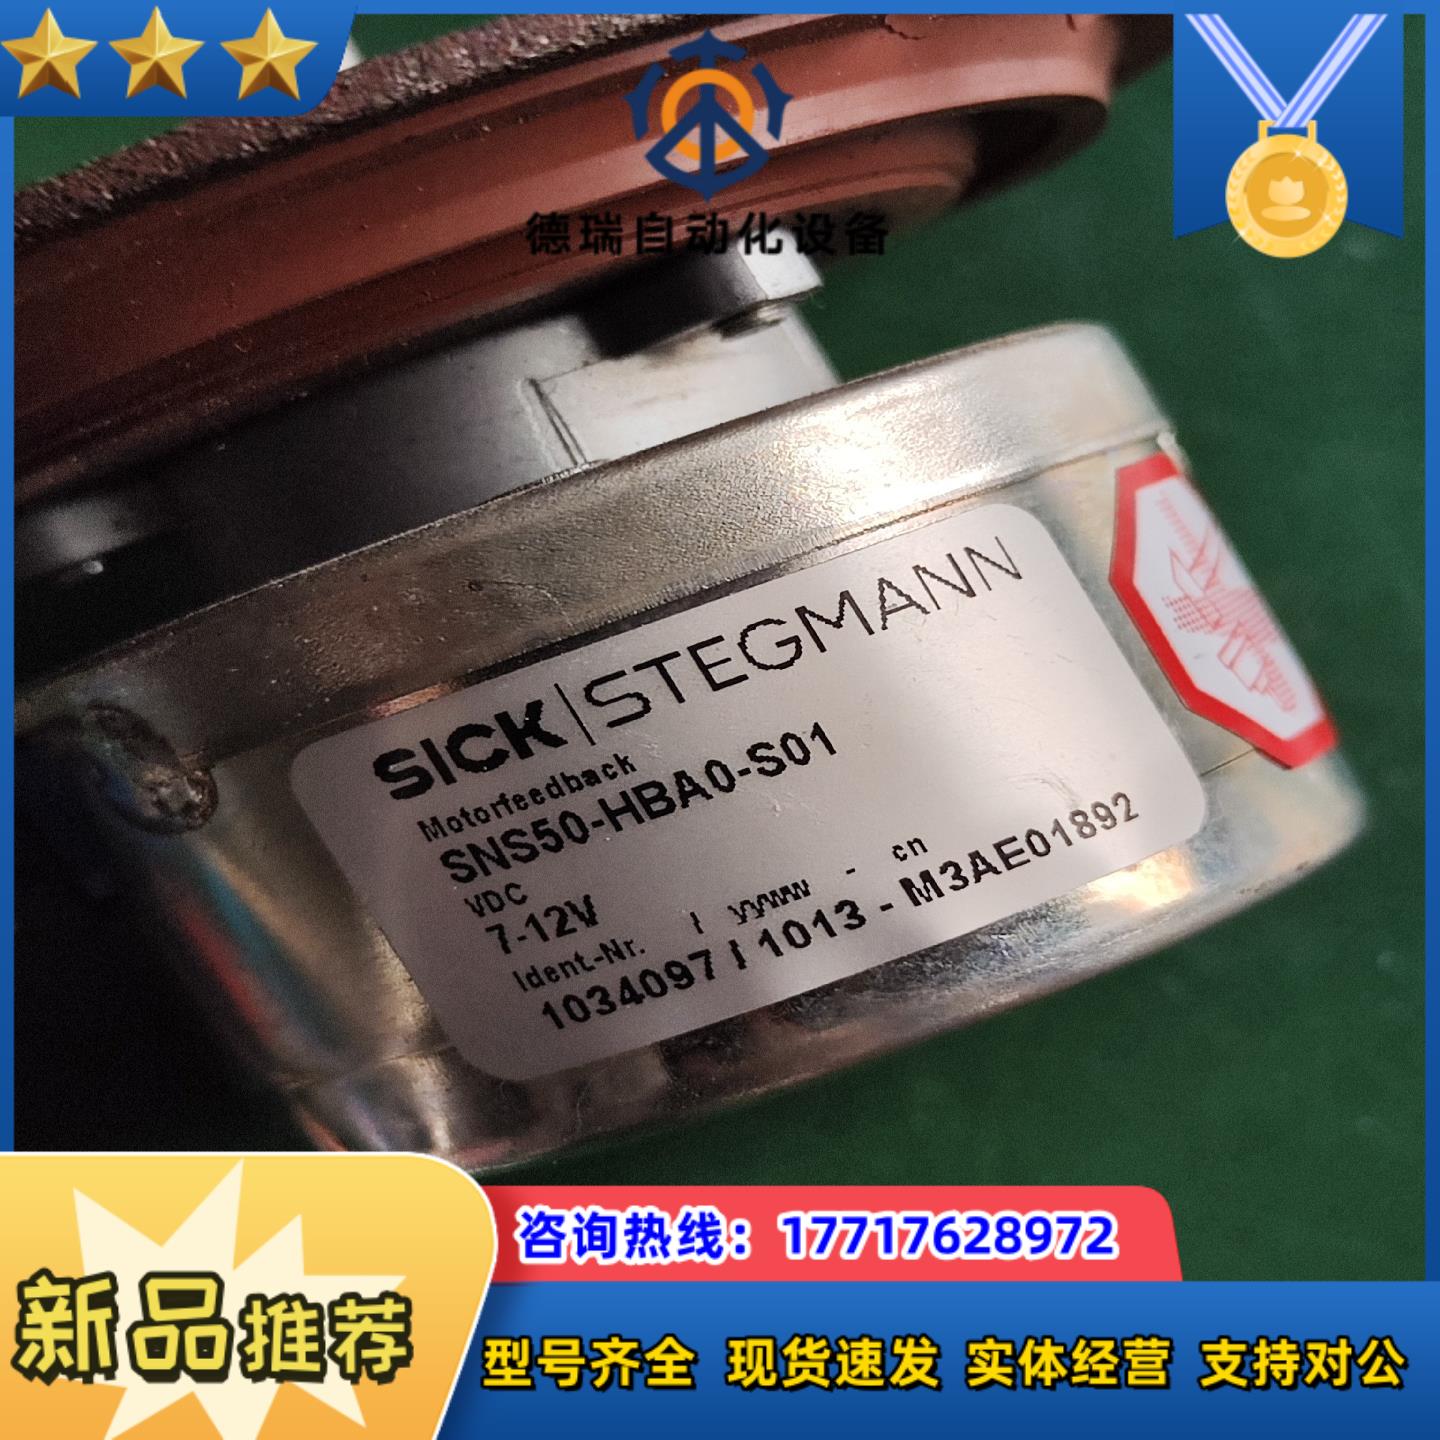 德瑞自动化设备
SICK|STEGMANN
Motorfeedback
SNS50-HBA0-S01
VDC
7-12V
Ident.-Nr. / yyww - cn
1034097 / 1013 - M3AE01892
咨询热线：17717628972
新品推荐
型号齐全 现货速发 实体经营 支持对公